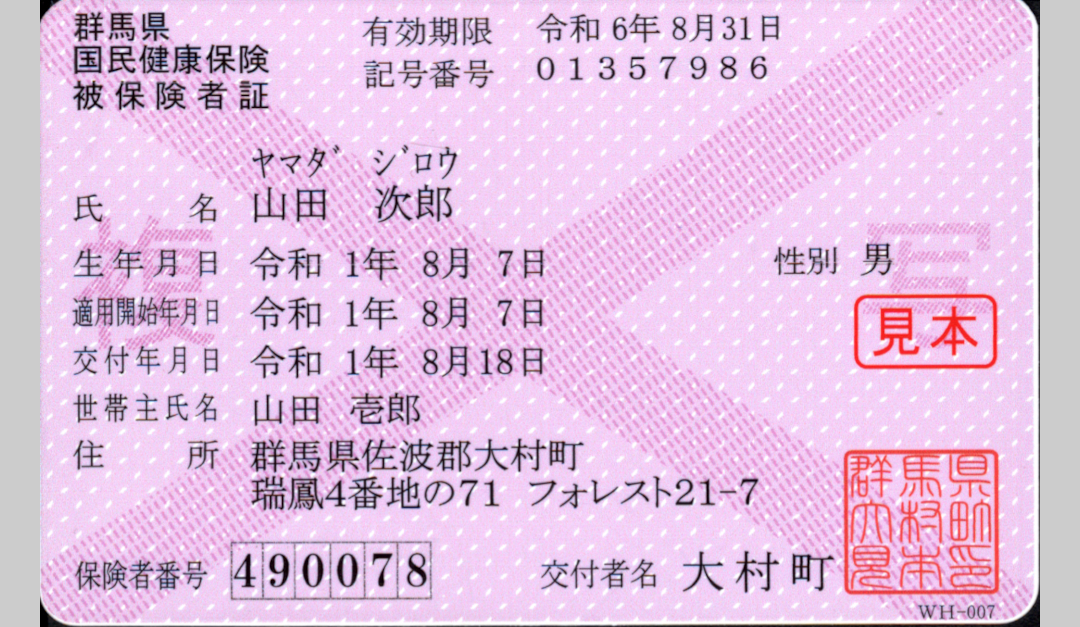 群馬県
国民健康保険
被保険者証
有効期限 令和 6年 8月31日
記号番号 01357986
ヤマダ ジロウ
氏名 山田 次郎
生年月日 令和 1年 8月 7日
性別 男
適用開始年月日 令和 1年 8月 7日
交付年月日 令和 1年 8月18日
世帯主氏名 山田 壱郎
住所 群馬県佐波郡大村町
瑞鳳4番地の71 フォレスト21-7
保険者番号 490078
交付者名 大村町
複写
見本
群馬県
大村町
見本印
WH-007